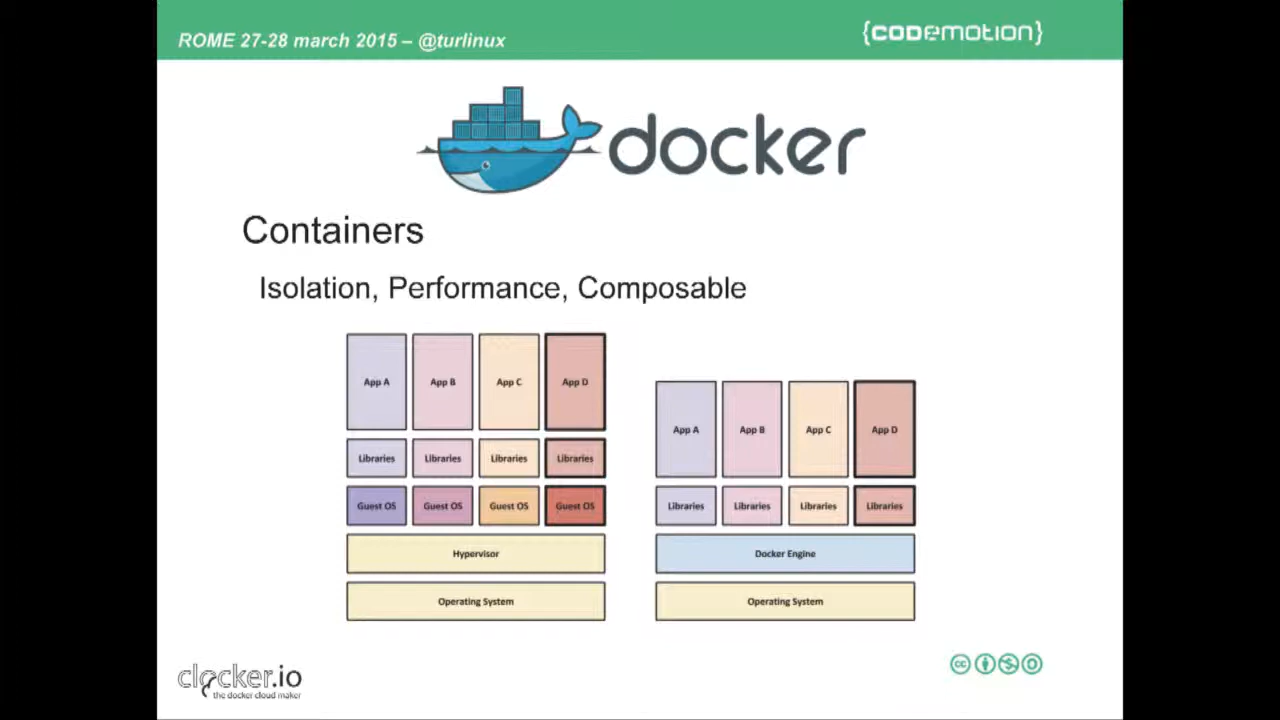 ROME 27-28 march 2015 – @turlinux
{CODEMOTION}
docker
Containers
Isolation, Performance, Composable
App A App B App C App D
Libraries Libraries Libraries Libraries
Guest OS Guest OS Guest OS Guest OS
Hypervisor
Operating System
App A App B App C App D
Libraries Libraries Libraries Libraries
Docker Engine
Operating System
clocker.io
the docker cloud maker
cc